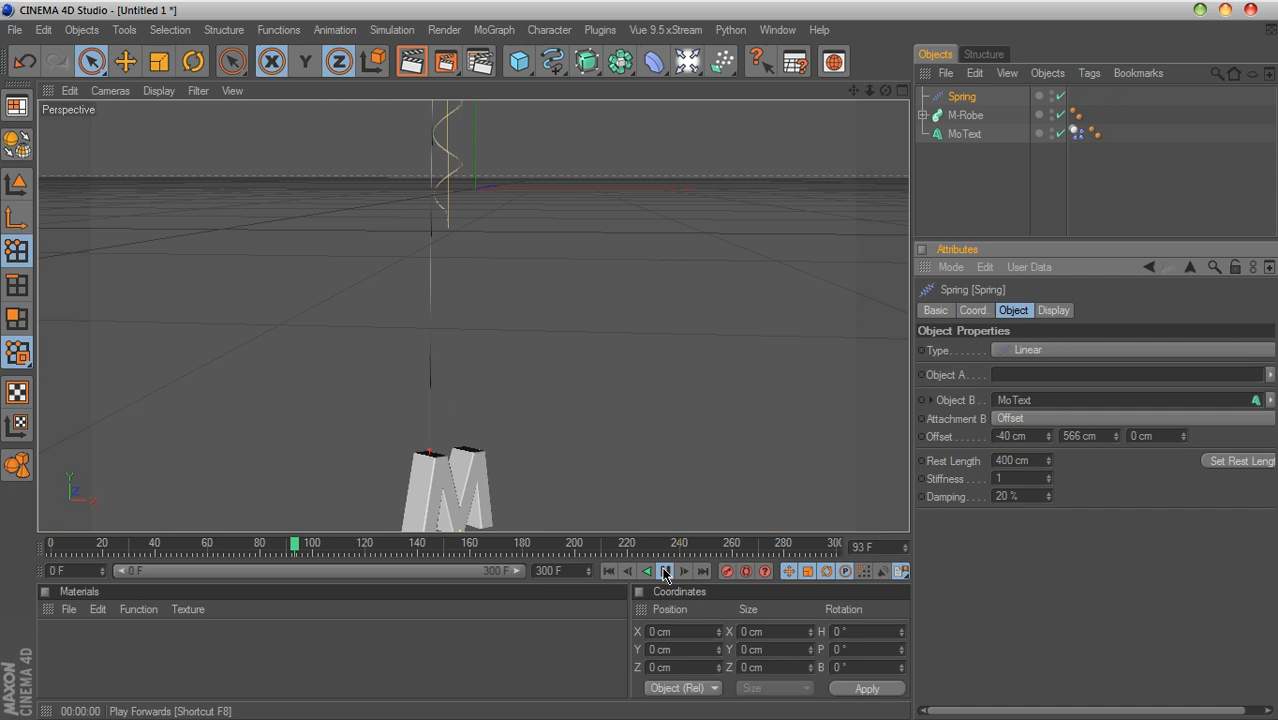 CINEMA 4D Studio - [Untitled 1 *]
File Edit Objects Tools Selection Structure Functions Animation Simulation Render MoGraph Character Plugins Vue 9.5 xStream Python Window Help
X Y Z
Objects Structure
File Edit View Objects Tags Bookmarks
Edit Cameras Display Filter View
Perspective
Spring
M-Robe
MoText
Attributes
Mode Edit User Data
Spring [Spring]
Basic Coord. Object Display
Object Properties
Type Linear
Object A
Object B MoText
Attachment B Offset
Offset -40 cm 566 cm 0 cm
Rest Length 400 cm Set Rest Lengt
Stiffness 1
Damping 20 %
M
Y
Z X
0 20 40 60 80 100 120 140 160 180 200 220 240 260 280 30 93 F
0 F 0 F 300 F 300 F
Materials
File Edit Function Texture
Coordinates
Position Size Rotation
X 0 cm X 0 cm H 0 °
Y 0 cm Y 0 cm P 0 °
Z 0 cm Z 0 cm B 0 °
Object (Rel) Size Apply
MAXON
CINEMA 4D
00:00:00 Play Forwards [Shortcut F8]